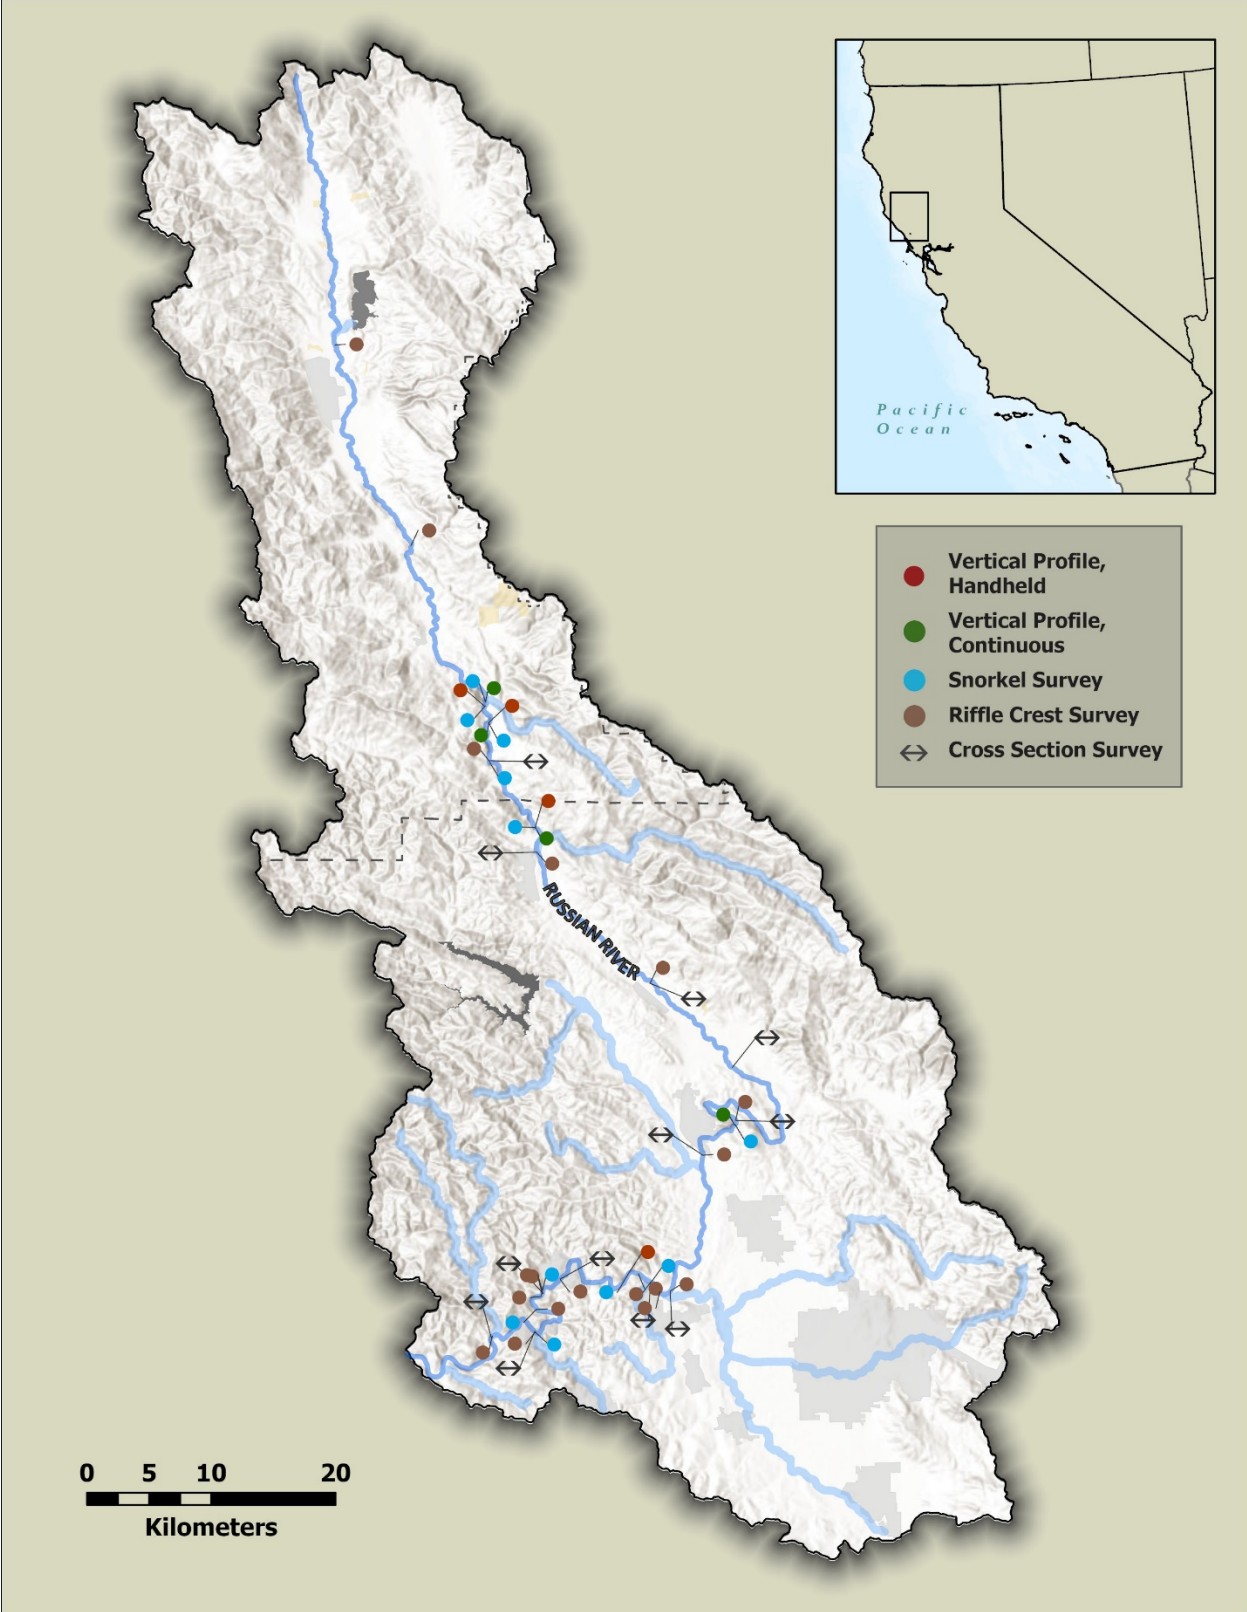 Pacific
Ocean
Vertical Profile,
Handheld
Vertical Profile,
Continuous
Snorkel Survey
Riffle Crest Survey
Cross Section Survey
RUSSIAN RIVER
0 5 10 20
Kilometers